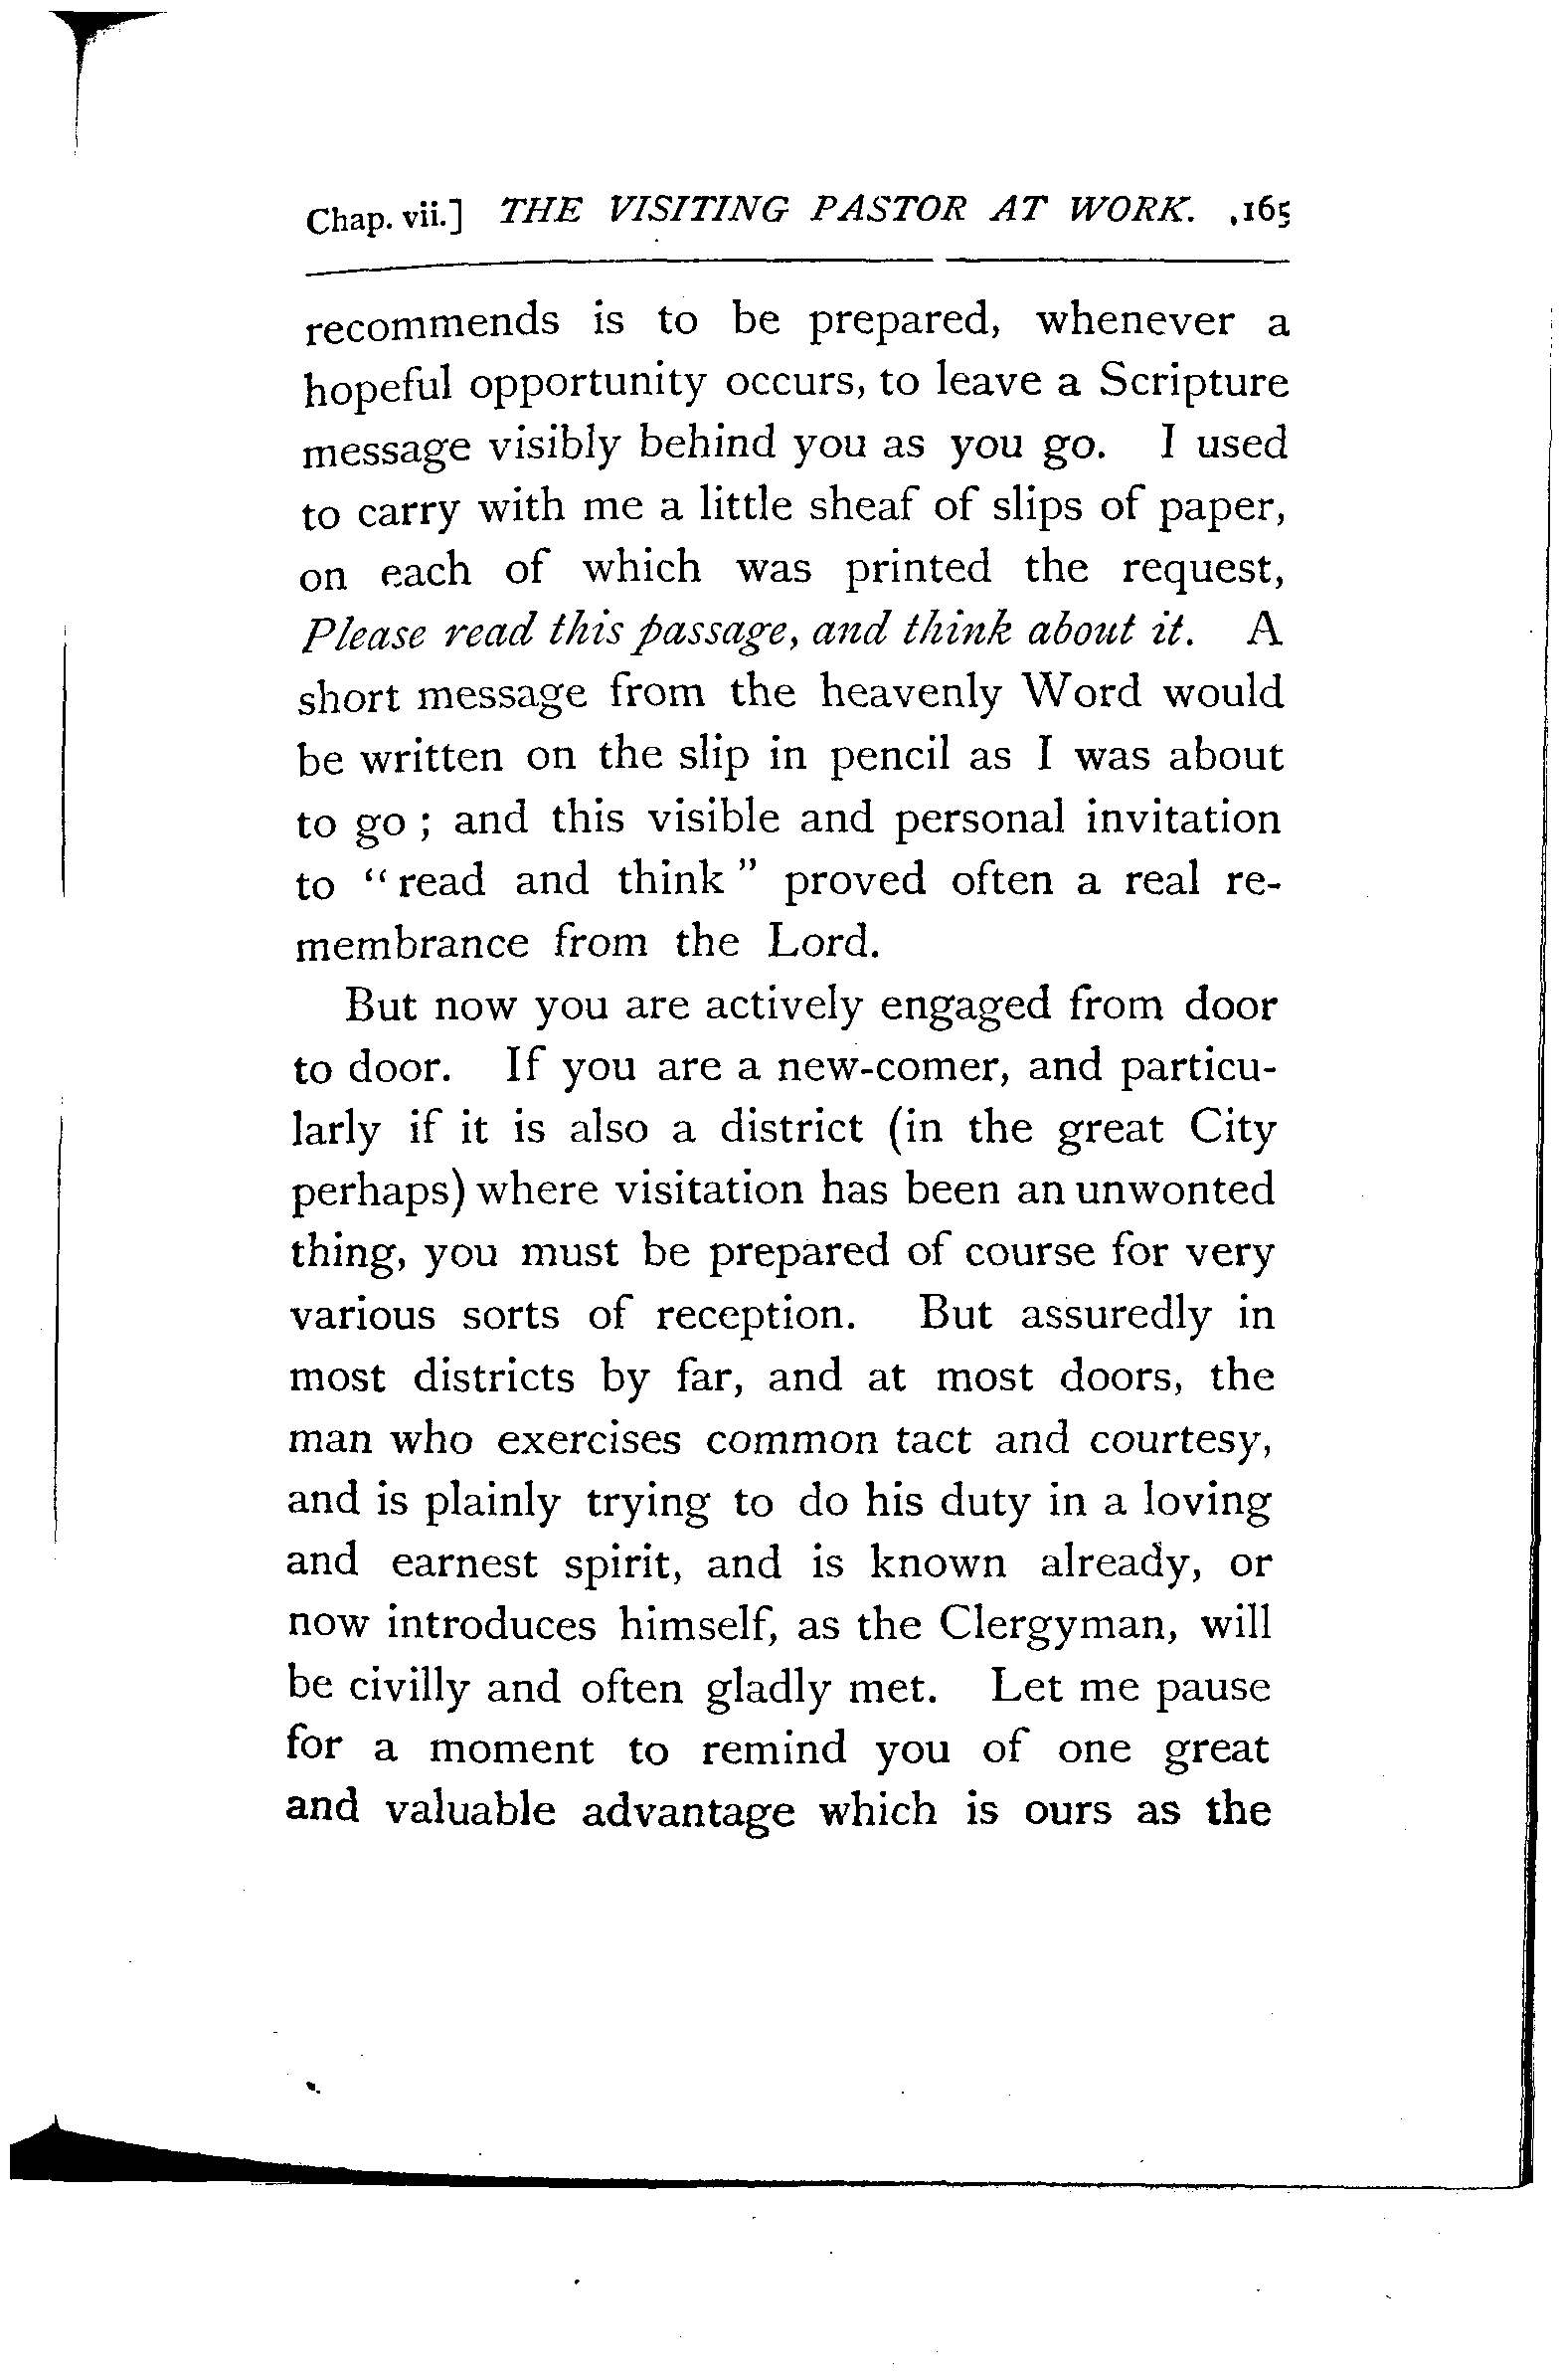 Chap. vii.] THE VISITING PASTOR AT WORK. 165
recommends is to be prepared, whenever a
hopeful opportunity occurs, to leave a Scripture
message visibly behind you as you go. I used
to carry with me a little sheaf of slips of paper,
on each of which was printed the request,
Please read this passage, and think about it. A
short message from the heavenly Word would
be written on the slip in pencil as I was about
to go ; and this visible and personal invitation
to “ read and think ” proved often a real re-
membrance from the Lord.
But now you are actively engaged from door
to door. If you are a new-comer, and particu-
larly if it is also a district (in the great City
perhaps) where visitation has been an unwonted
thing, you must be prepared of course for very
various sorts of reception. But assuredly in
most districts by far, and at most doors, the
man who exercises common tact and courtesy,
and is plainly trying to do his duty in a loving
and earnest spirit, and is known already, or
now introduces himself, as the Clergyman, will
be civilly and often gladly met. Let me pause
for a moment to remind you of one great
and valuable advantage which is ours as the